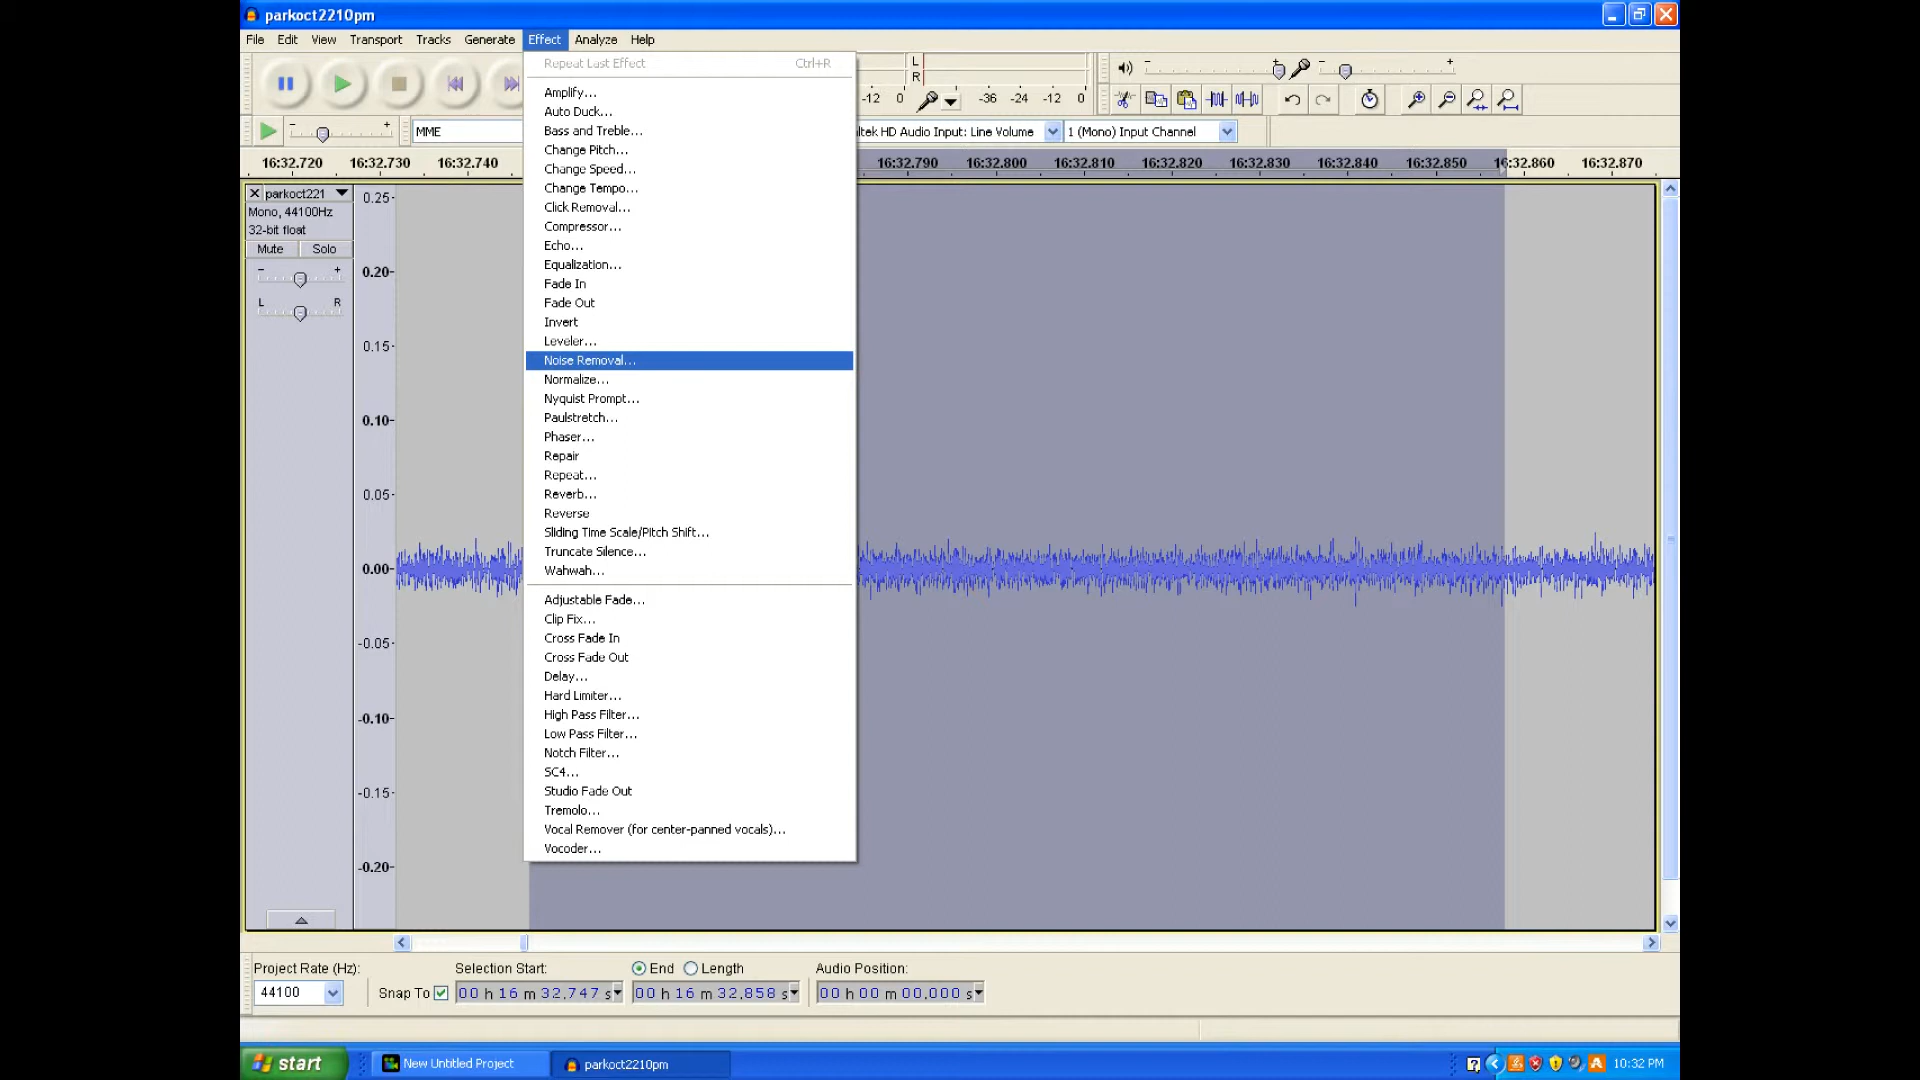 parkoct2210pm
File Edit View Transport Tracks Generate Effect Analyze Help
Repeat Last Effect Ctrl+R
Amplify...
Auto Duck...
Bass and Treble...
Change Pitch...
Change Speed...
Change Tempo...
Click Removal...
Compressor...
Echo...
Equalization...
Fade In
Fade Out
Invert
Leveler...
Noise Removal...
Normalize...
Nyquist Prompt...
Paulstretch...
Phaser...
Repair
Repeat...
Reverb...
Reverse
Sliding Time Scale/Pitch Shift...
Truncate Silence...
Wahwah...
Adjustable Fade...
Clip Fix...
Cross Fade In
Cross Fade Out
Delay...
Hard Limiter...
High Pass Filter...
Low Pass Filter...
Notch Filter...
SC4...
Studio Fade Out
Tremolo...
Vocal Remover (for center-panned vocals)...
Vocoder...
L
R
-12 0 -36 -24 -12 0
MME
ltek HD Audio Input: Line Volume 1 (Mono) Input Channel
16:32.720 16:32.730 16:32.740 16:32.790 16:32.800 16:32.810 16:32.820 16:32.830 16:32.840 16:32.850 16:32.860 16:32.870
parkoct221
Mono, 44100Hz
32-bit float
Mute Solo
- +
L R
0.25
0.20
0.15
0.10
0.05
0.00
-0.05
-0.10
-0.15
-0.20
Project Rate (Hz): Selection Start: End Length Audio Position:
44100 Snap To 00 h 16 m 32.747 s 00 h 16 m 32.858 s 00 h 00 m 00.000 s
start New Untitled Project parkoct2210pm 10:32 PM